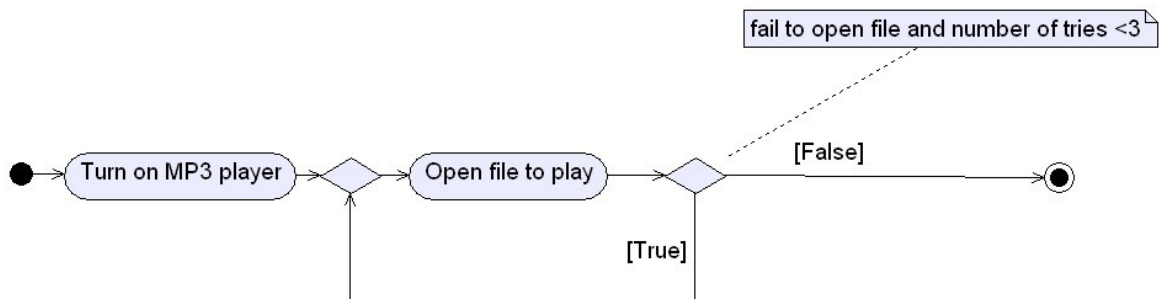 fail to open file and number of tries <3
[False]
Turn on MP3 player
Open file to play
[True]